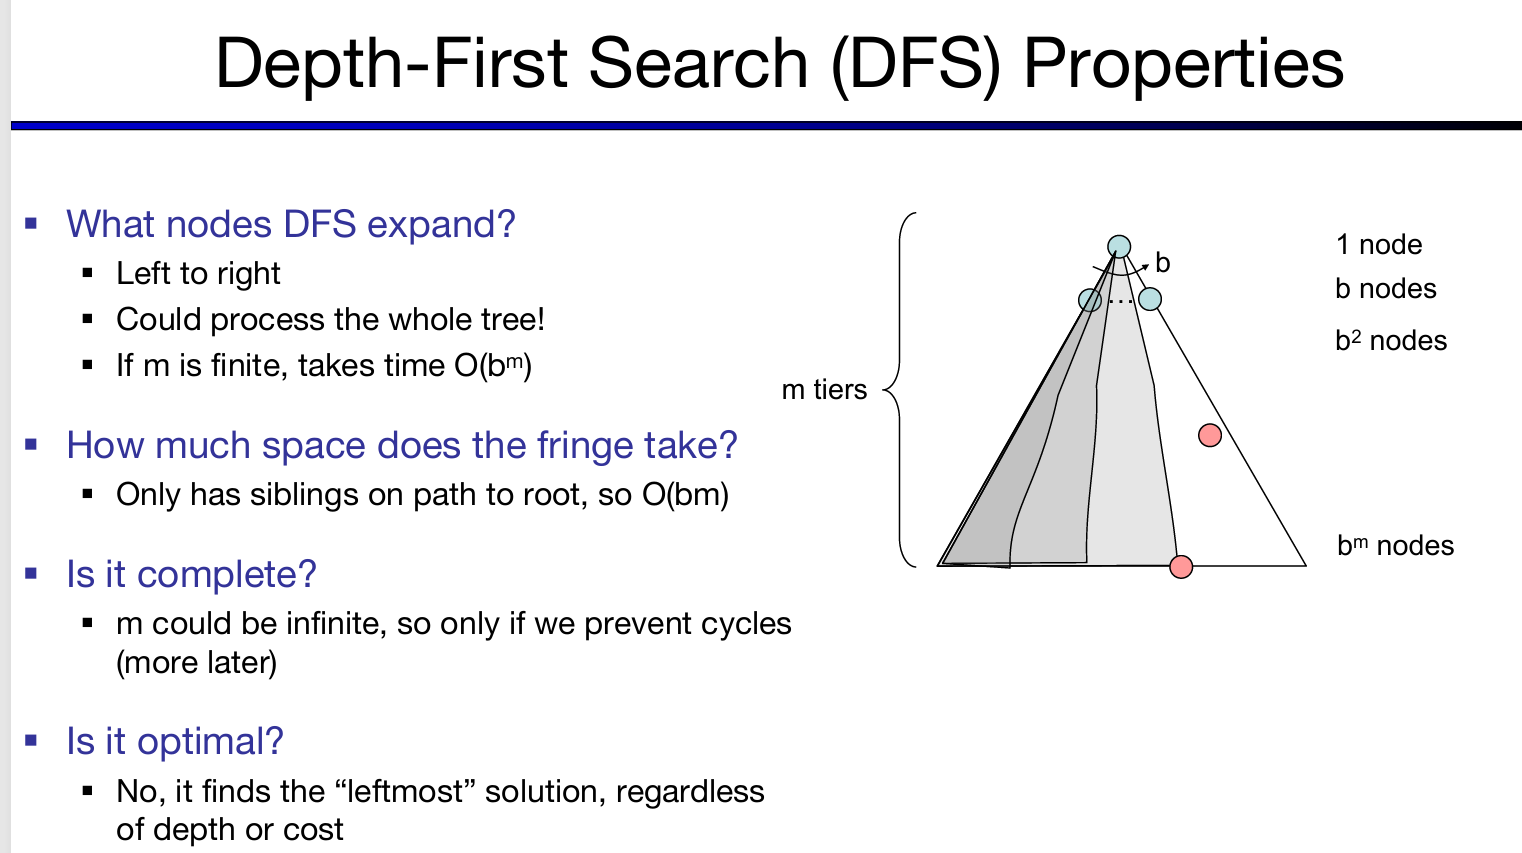 Depth-First Search (DFS) Properties
▪ What nodes DFS expand?
▪ Left to right
▪ Could process the whole tree!
▪ If m is finite, takes time O(bᵐ)
▪ How much space does the fringe take?
▪ Only has siblings on path to root, so O(bm)
▪ Is it complete?
▪ m could be infinite, so only if we prevent cycles
(more later)
▪ Is it optimal?
▪ No, it finds the “leftmost” solution, regardless
of depth or cost
m tiers
b
…
1 node
b nodes
b² nodes
bᵐ nodes